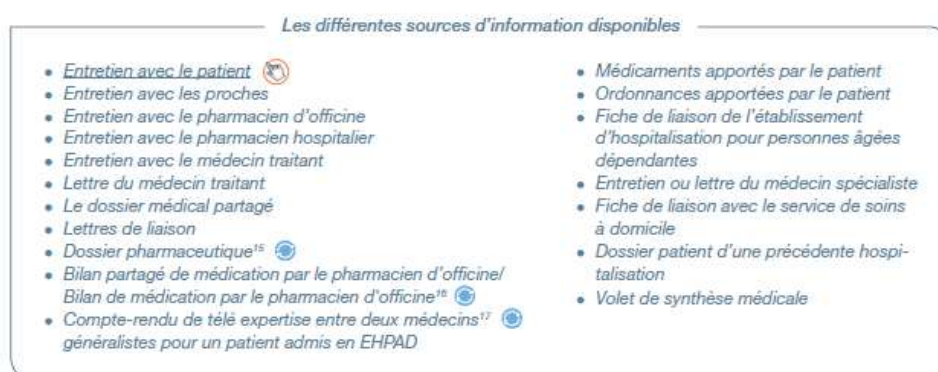 Les différentes sources d'information disponibles
• Entretien avec le patient
• Entretien avec les proches
• Entretien avec le pharmacien d'officine
• Entretien avec le pharmacien hospitalier
• Entretien avec le médecin traitant
• Lettre du médecin traitant
• Le dossier médical partagé
• Lettres de liaison
• Dossier pharmaceutique¹⁵
• Bilan partagé de médication par le pharmacien d'officine/
Bilan de médication par le pharmacien d'officine¹⁶
• Compte-rendu de télé expertise entre deux médecins¹⁷
généralistes pour un patient admis en EHPAD
• Médicaments apportés par le patient
• Ordonnances apportées par le patient
• Fiche de liaison de l'établissement
d'hospitalisation pour personnes âgées
dépendantes
• Entretien ou lettre du médecin spécialiste
• Fiche de liaison avec le service de soins
à domicile
• Dossier patient d'une précédente hospi-
talisation
• Volet de synthèse médicale